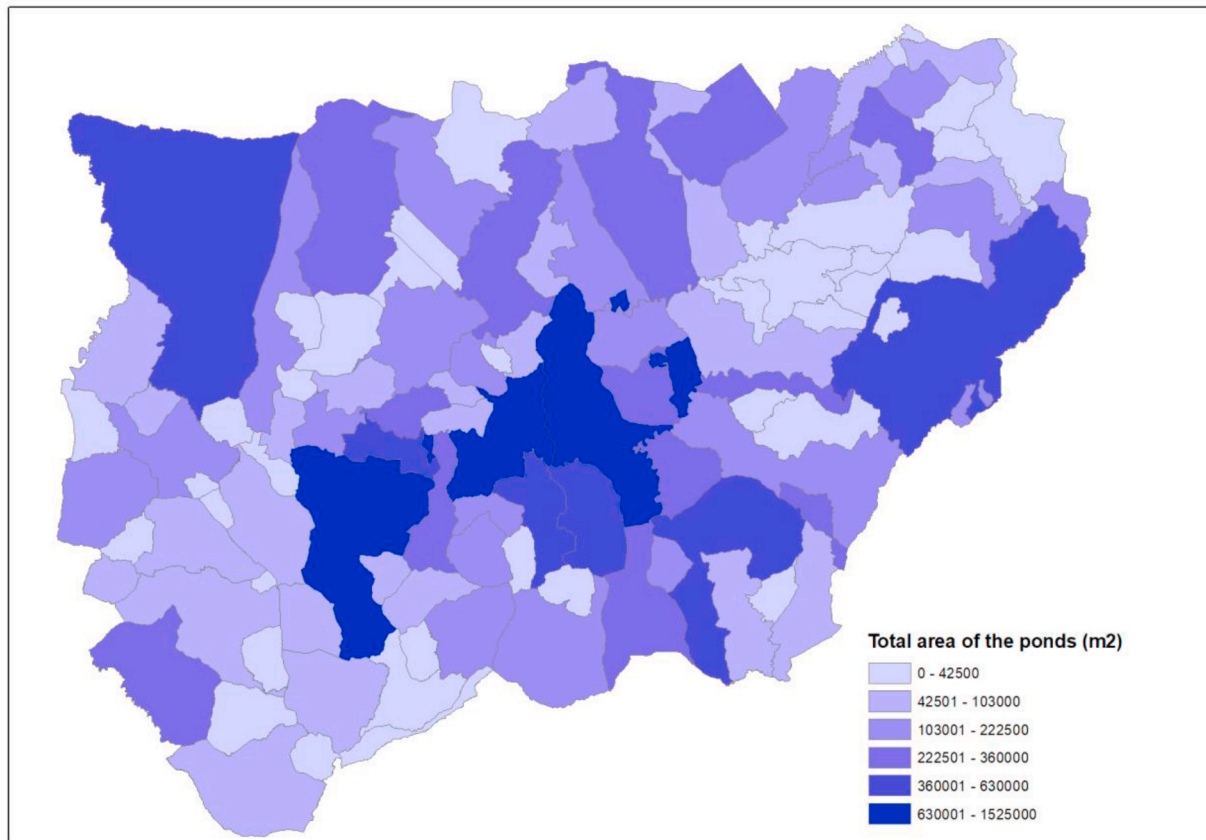 Total area of the ponds (m2)
0 - 42500
42501 - 103000
103001 - 222500
222501 - 360000
360001 - 630000
630001 - 1525000